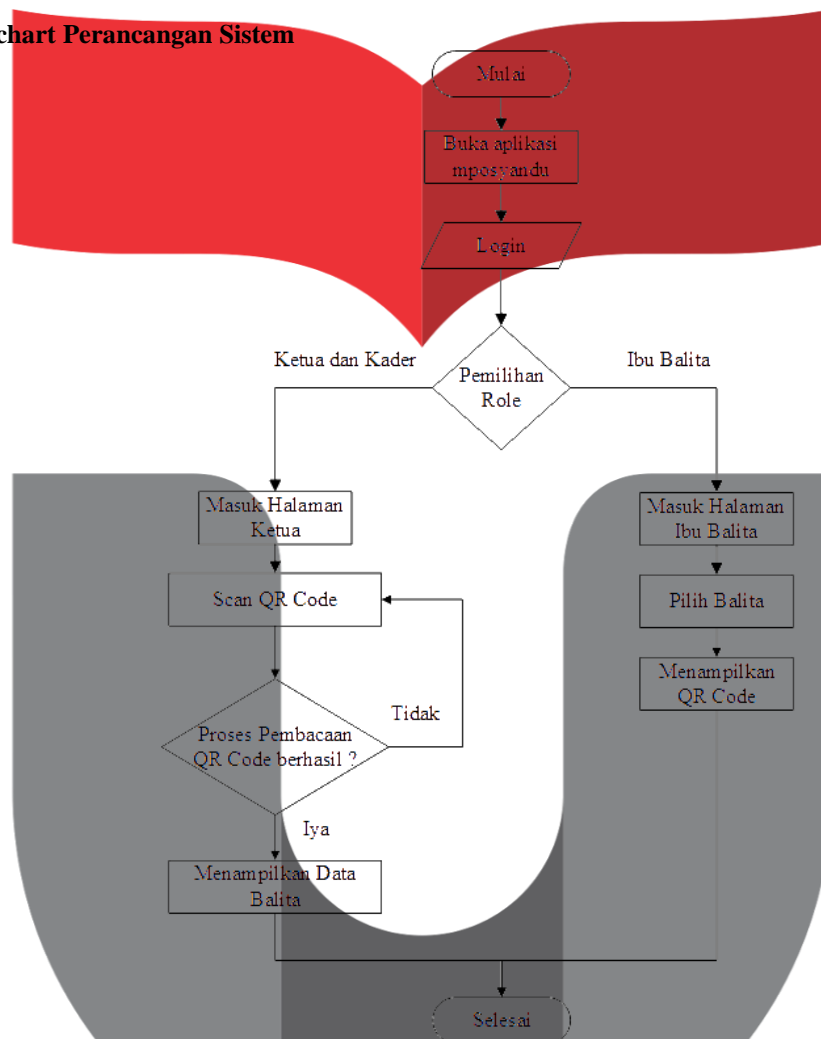 chart Perancangan Sistem
Mulai
Buka aplikasi
mposyandu
Login
Ketua dan Kader
Pemilihan
Role
Ibu Balita
Masuk Halaman
Ketua
Masuk Halaman
Ibu Balita
Scan QR Code
Pilih Balita
Menampilkan
QR Code
Tidak
Proses Pembacaan
QR Code berhasil ?
Iya
Menampilkan Data
Balita
Selesai